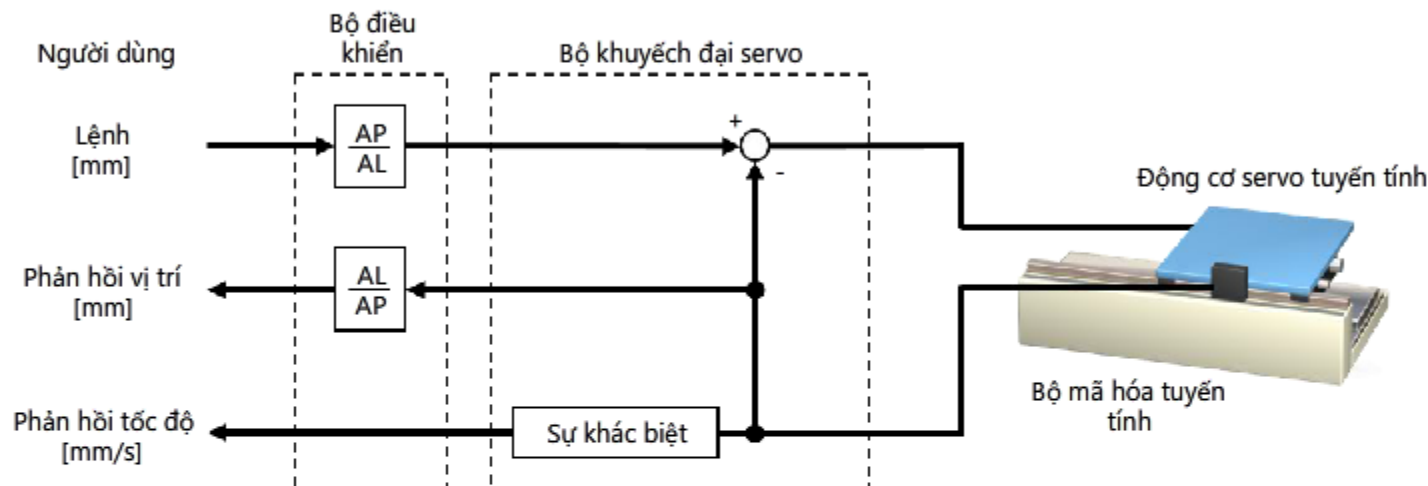 Người dùng
Bộ điều
khiển
Bộ khuyếch đại servo
Lệnh
[mm]
AP
AL
+
-
Động cơ servo tuyến tính
Phản hồi vị trí
[mm]
AL
AP
Bộ mã hóa tuyến
tính
Phản hồi tốc độ
[mm/s]
Sự khác biệt